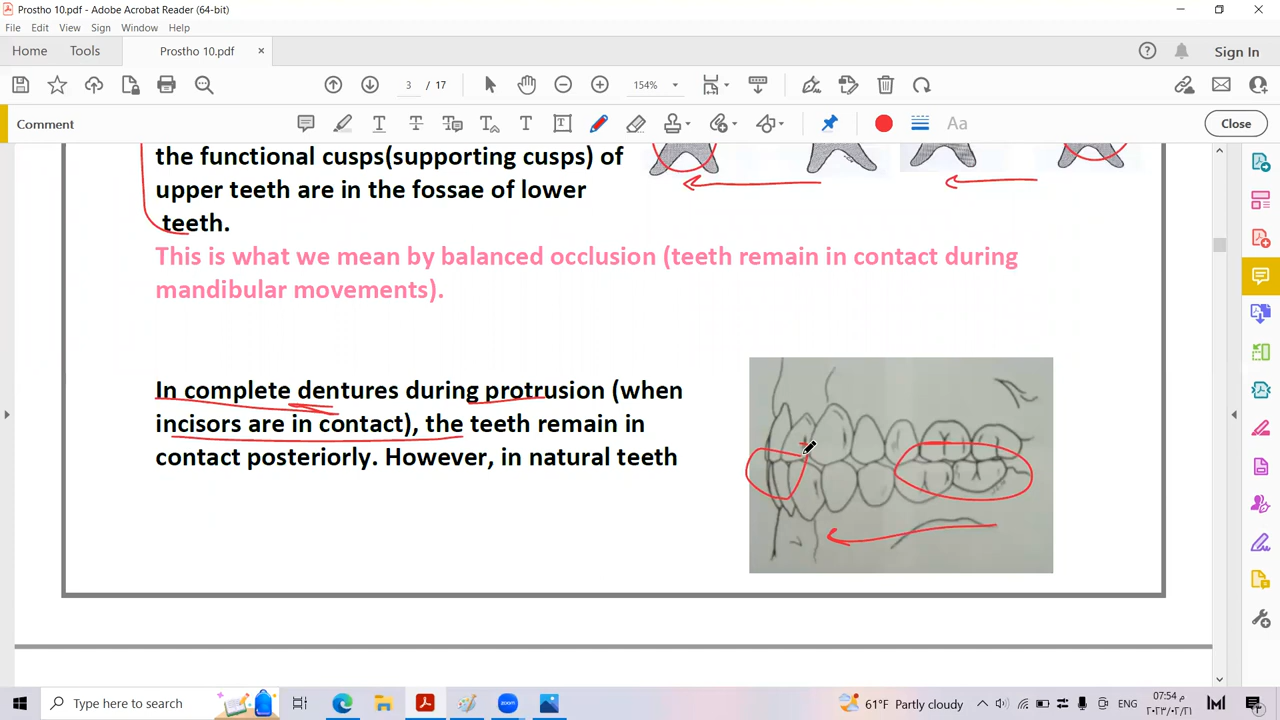 Prostho 10.pdf - Adobe Acrobat Reader (64-bit)
File Edit View Sign Window Help
Home Tools Prostho 10.pdf × Sign In
3 / 17 154%
Comment Aa Close
the functional cusps(supporting cusps) of
upper teeth are in the fossae of lower
teeth.
This is what we mean by balanced occlusion (teeth remain in contact during
mandibular movements).
In complete dentures during protrusion (when
incisors are in contact), the teeth remain in
contact posteriorly. However, in natural teeth
Type here to search
zoom
61°F Partly cloudy
ENG
07:54 م